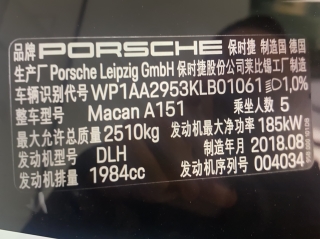 品牌 PORSCHE 保时捷 制造国 德国
生产厂 Porsche Leipzig GmbH 保时捷股份公司莱比锡工厂制造
车辆识别代号 WP1AA2953KLB01061 1,0%
整车型号 Macan A151 乘坐人数 5
最大允许总质量 2510kg 发动机最大净功率 185kW
发动机型号 DLH 制造年月 2018.08
发动机排量 1984cc 发动机序列号 004034